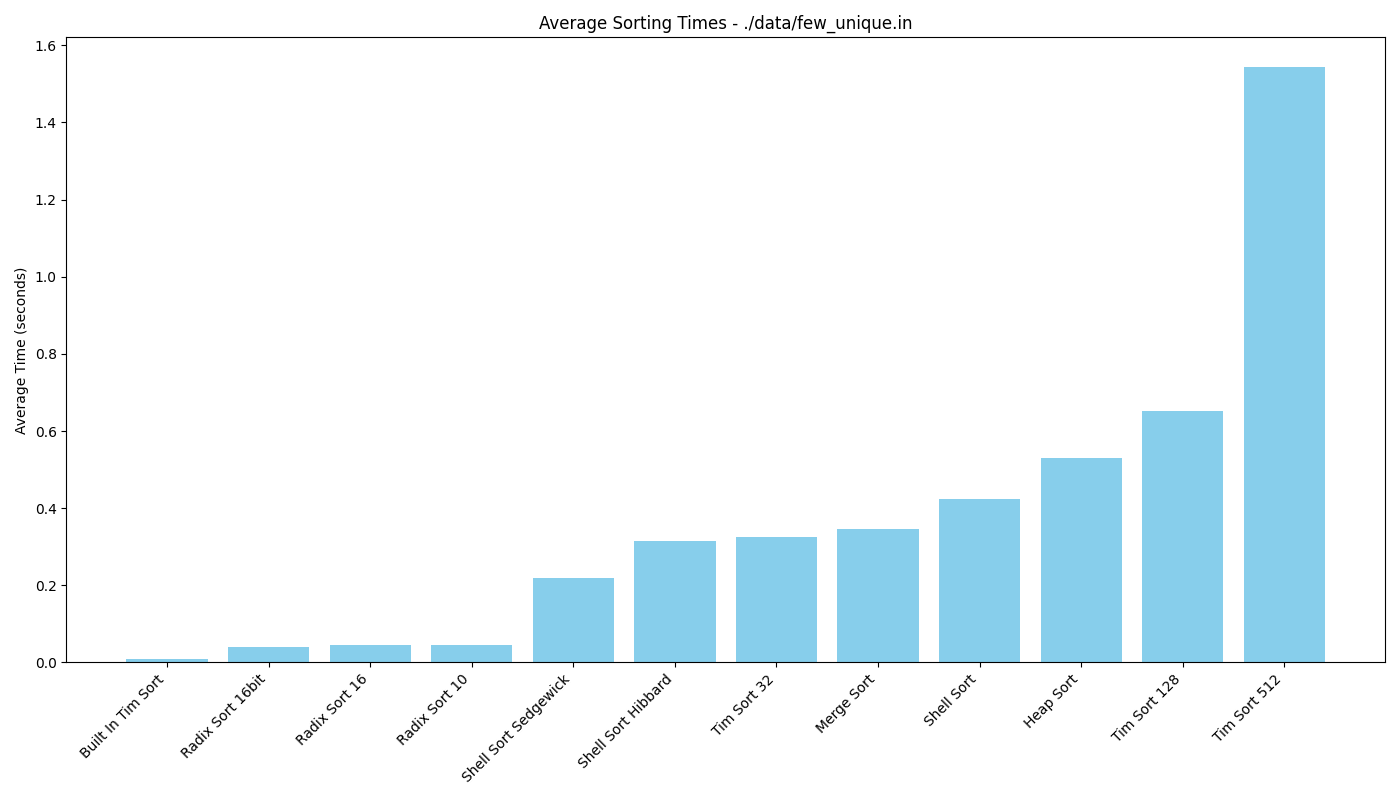 Average Sorting Times - ./data/few_unique.in
Average Time (seconds)
1.6
1.4
1.2
1.0
0.8
0.6
0.4
0.2
0.0
Built In Tim Sort
Radix Sort 16bit
Radix Sort 16
Radix Sort 10
Shell Sort Sedgewick
Shell Sort Hibbard
Tim Sort 32
Merge Sort
Shell Sort
Heap Sort
Tim Sort 128
Tim Sort 512